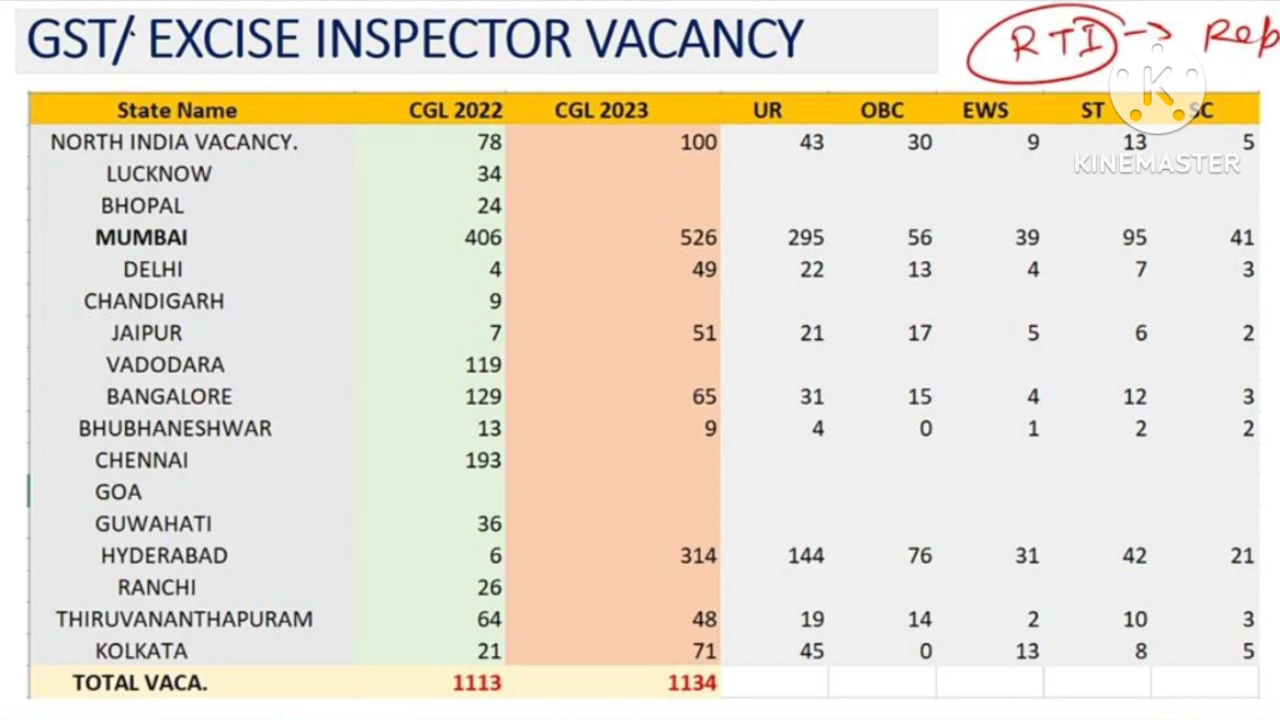 GST/ EXCISE INSPECTOR VACANCY
RTI → Rep
State Name CGL 2022 CGL 2023 UR OBC EWS ST SC
NORTH INDIA VACANCY. 78 100 43 30 9 13 5
KINEMASTER
LUCKNOW 34
BHOPAL 24
MUMBAI 406 526 295 56 39 95 41
DELHI 4 49 22 13 4 7 3
CHANDIGARH 9
JAIPUR 7 51 21 17 5 6 2
VADODARA 119
BANGALORE 129 65 31 15 4 12 3
BHUBHANESHWAR 13 9 4 0 1 2 2
CHENNAI 193
GOA
GUWAHATI 36
HYDERABAD 6 314 144 76 31 42 21
RANCHI 26
THIRUVANANTHAPURAM 64 48 19 14 2 10 3
KOLKATA 21 71 45 0 13 8 5
TOTAL VACA. 1113 1134